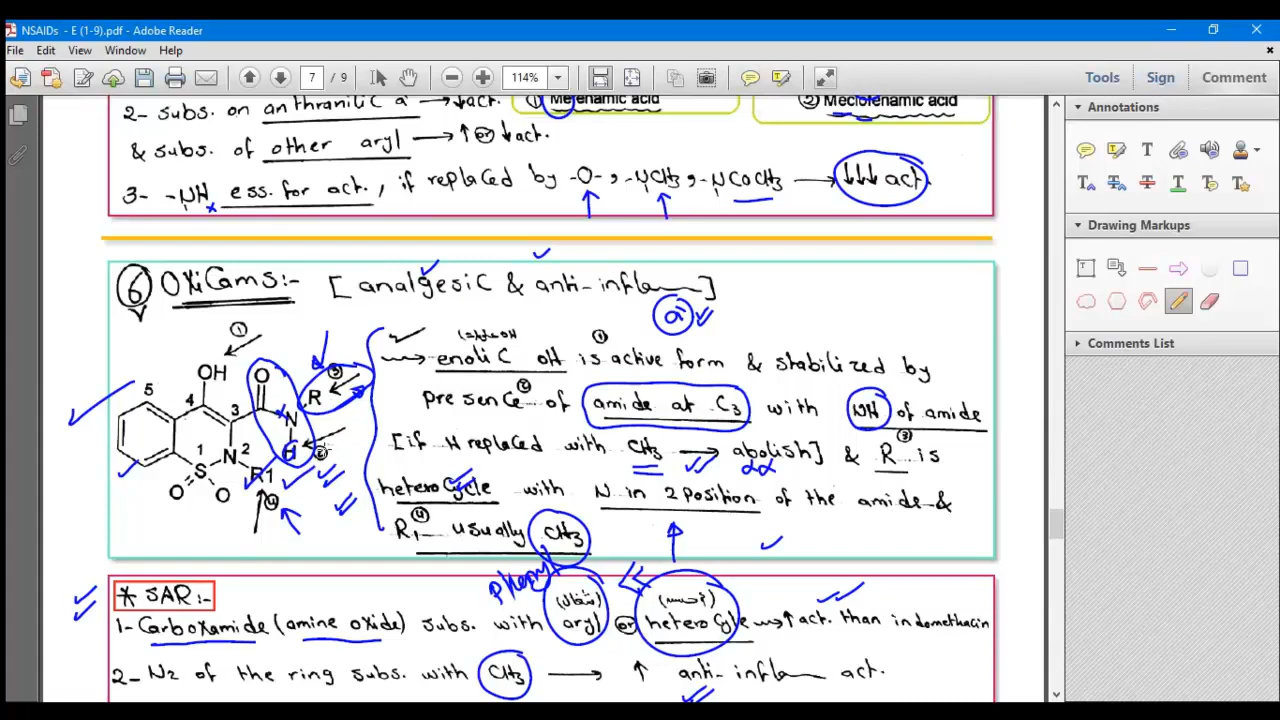 NSAIDs - E (1-9).pdf - Adobe Reader
File Edit View Window Help
7 / 9 114% Tools Sign Comment
2- subs. on anthranilic a → ↓act. ① Mefenamic acid ② Meclofenamic acid
& subs. of other aryl → ↑ or ↓act.
3- -NH ess. for act., if replaced by -O-, -NCH3, -NCOCH3 → ↓↓↓ act.
⑥ Oxicams:- [analgesic & anti-infla]
a
enolic OH is active form & stabilized by
presence of amide at C3 with NH of amide
[if H replaced with CH3 → abolish] & R is
heterocycle with N in 2 position of the amide &
R1 usually CH3
① ② ③ ④
OH O R 5 4 3 N H 1 2 S N R1 O O
phenyl
* SAR:-
1- Carboxamide (amine oxide) subs. with aryl or heterocycle → ↑ act. than indomethacin
2- N2 of the ring subs. with CH3 → ↑ anti-infla act.
Annotations
Drawing Markups
Comments List